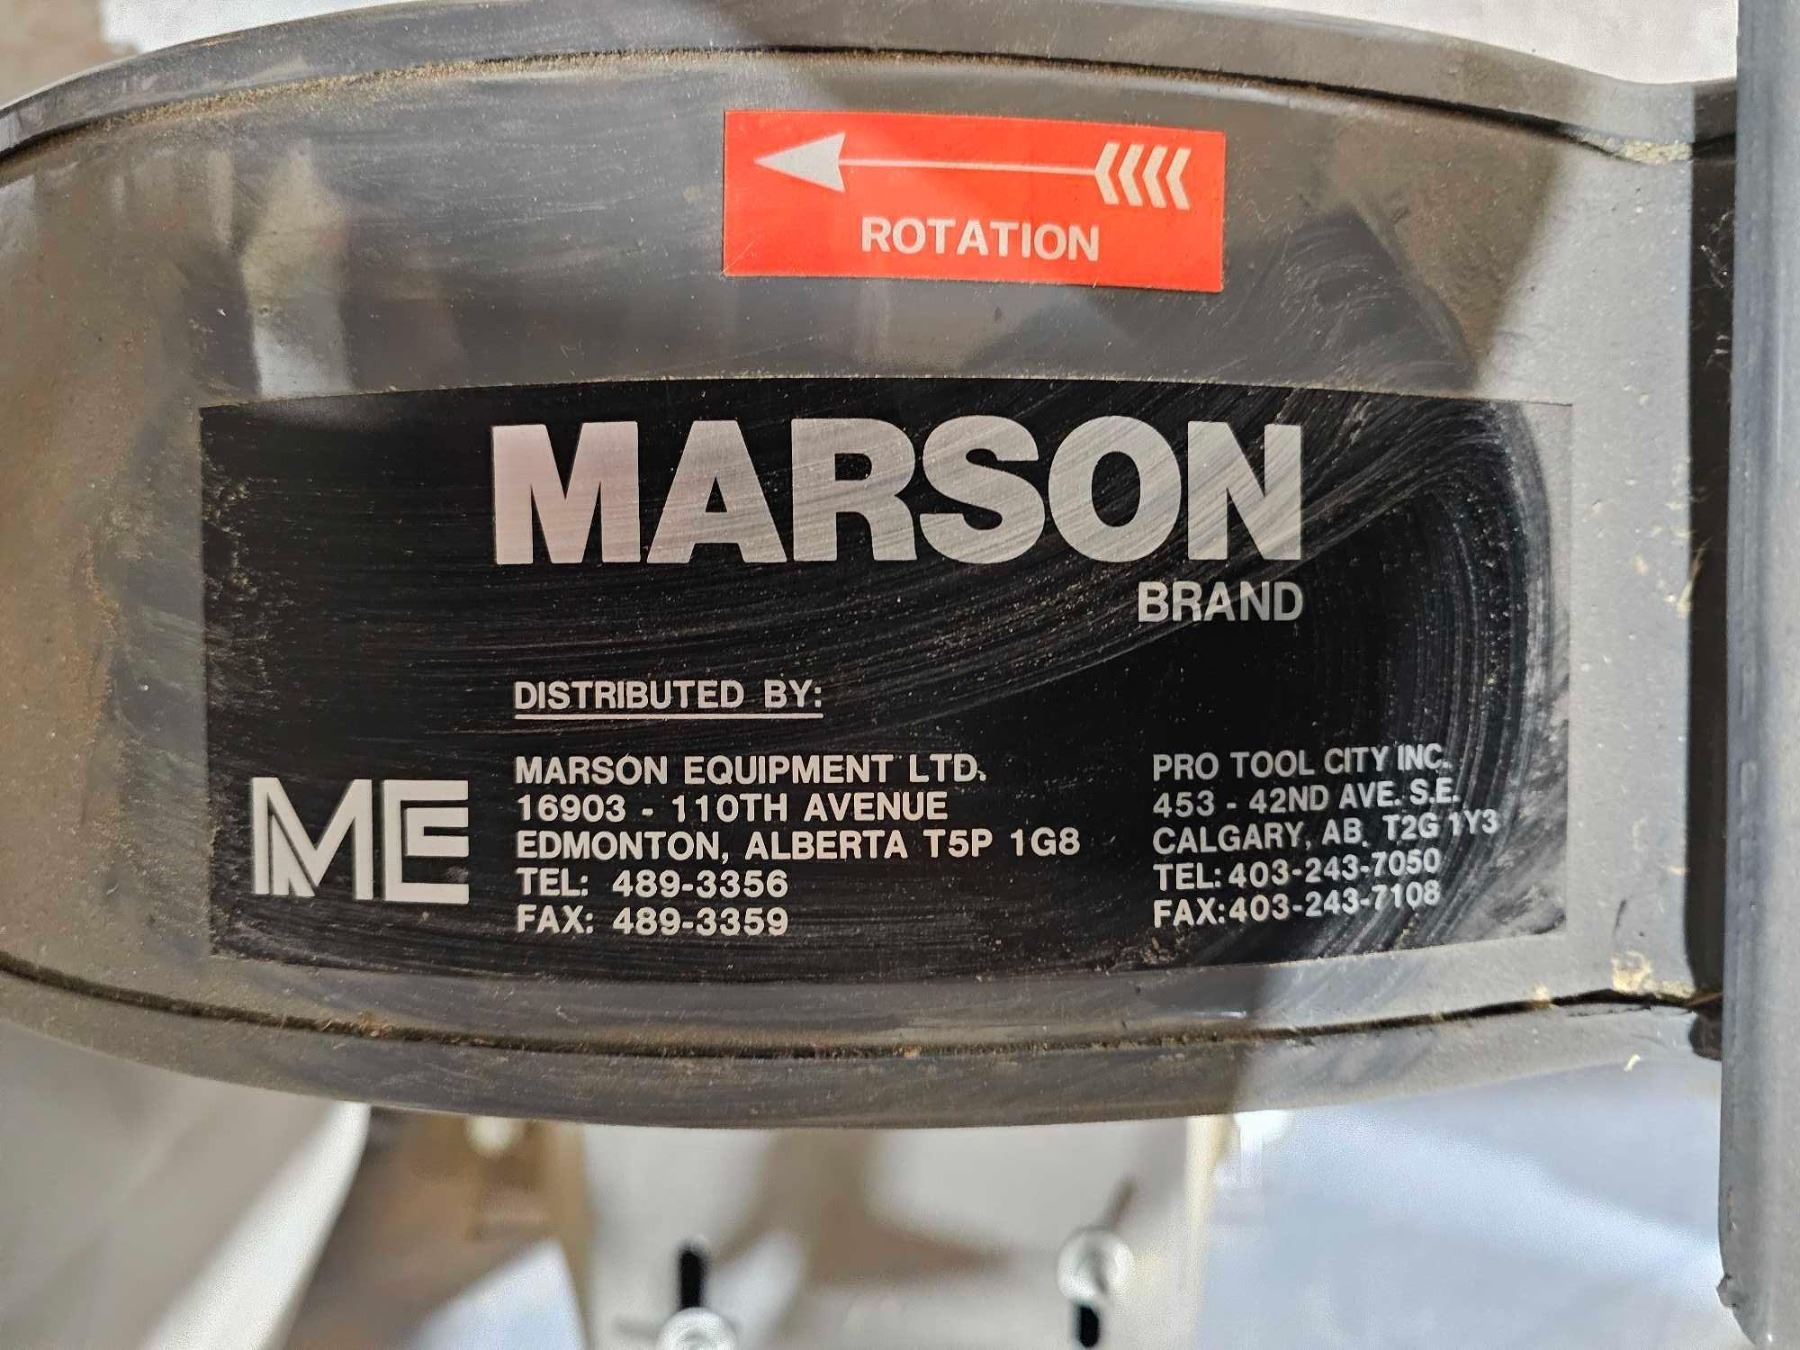 ROTATION
MARSON
BRAND
DISTRIBUTED BY:
ME
MARSON EQUIPMENT LTD.
16903 - 110TH AVENUE
EDMONTON, ALBERTA T5P 1G8
TEL: 489-3356
FAX: 489-3359
PRO TOOL CITY INC.
453 - 42ND AVE. S.E.
CALGARY, AB. T2G 1Y3
TEL: 403-243-7050
FAX: 403-243-7108